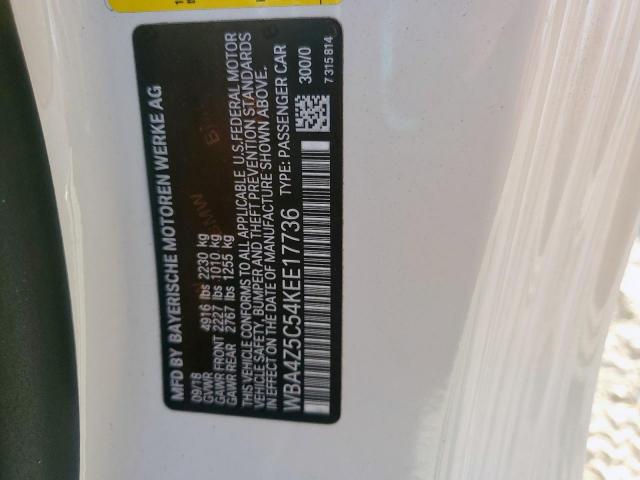 MFD BY BAYERISCHE MOTOREN WERKE AG
09/18
GVWR 4916 lbs 2230 kg
GAWR FRONT 2227 lbs 1010 kg
GAWR REAR 2767 lbs 1255 kg
THIS VEHICLE CONFORMS TO ALL APPLICABLE U.S. FEDERAL MOTOR
VEHICLE SAFETY, BUMPER AND THEFT PREVENTION STANDARDS
IN EFFECT ON THE DATE OF MANUFACTURE SHOWN ABOVE.
WBA4Z5C54KEE17736 TYPE: PASSENGER CAR
300/0
7315814